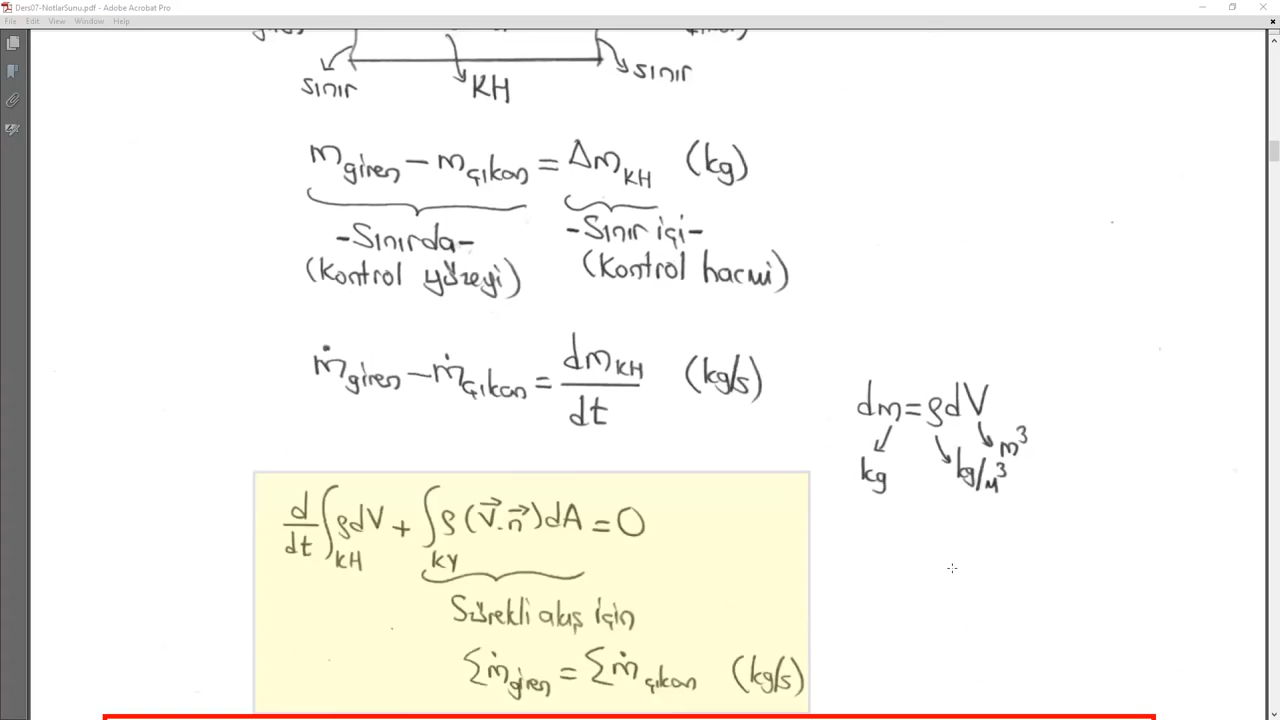 Ders07-NotlarSunu.pdf - Adobe Acrobat Pro
File Edit View Window Help
sınır
KH
sınır
m giren - m çıkan = Δm KH (kg)
-Sınırda- -Sınır içi-
(Kontrol yüzeyi) (Kontrol hacmi)
ṁ giren - ṁ çıkan = dm KH / dt (kg/s)
dm = ρdV
kg kg/m³ m³
d/dt ∫KH ρdV + ∫KY ρ(V⃗.n⃗)dA = 0
Sürekli akış için
Σṁ giren = Σṁ çıkan (kg/s)